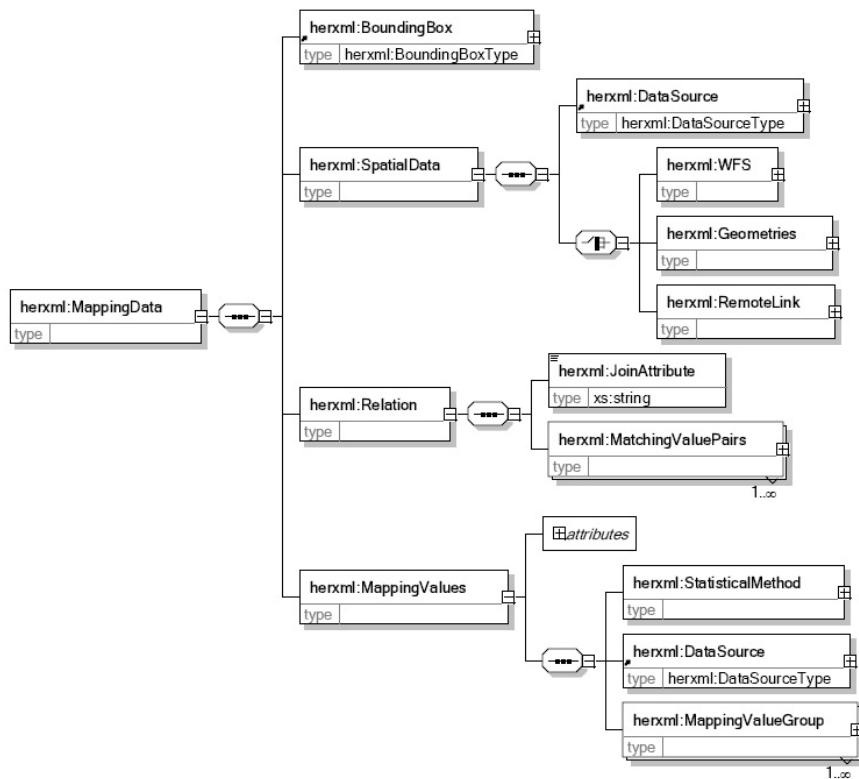 herxml:BoundingBox
type herxml:BoundingBoxType
herxml:DataSource
type herxml:DataSourceType
herxml:SpatialData
type
herxml:WFS
type
herxml:Geometries
type
herxml:RemoteLink
type
herxml:MappingData
type
herxml:JoinAttribute
type xs:string
herxml:Relation
type
herxml:MatchingValuePairs
type
1..∞
attributes
herxml:MappingValues
type
herxml:StatisticalMethod
type
herxml:DataSource
type herxml:DataSourceType
herxml:MappingValueGroup
type
1..∞